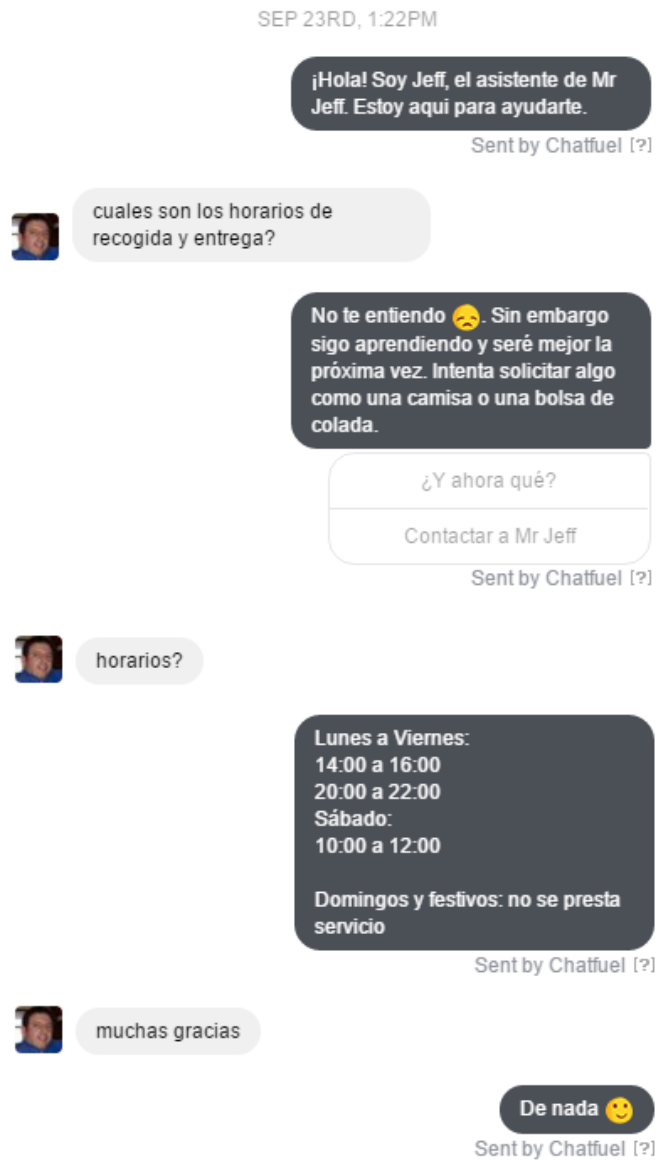 SEP 23RD, 1:22PM
¡Hola! Soy Jeff, el asistente de Mr
Jeff. Estoy aqui para ayudarte.
Sent by Chatfuel [?]
cuales son los horarios de
recogida y entrega?
No te entiendo 😞. Sin embargo
sigo aprendiendo y seré mejor la
próxima vez. Intenta solicitar algo
como una camisa o una bolsa de
colada.
¿Y ahora qué?
Contactar a Mr Jeff
Sent by Chatfuel [?]
horarios?
Lunes a Viernes:
14:00 a 16:00
20:00 a 22:00
Sábado:
10:00 a 12:00
Domingos y festivos: no se presta
servicio
Sent by Chatfuel [?]
muchas gracias
De nada 🙂
Sent by Chatfuel [?]